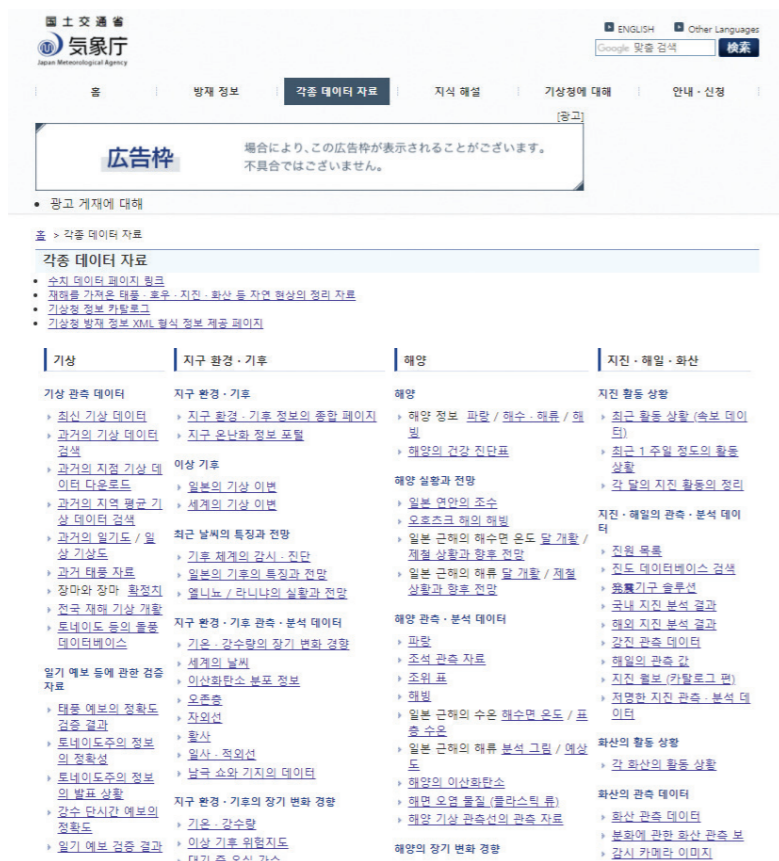 国土交通省
気象庁
Japan Meteorological Agency
ENGLISH Other Languages
Google 맞춤 검색 検索
홈 방재 정보 각종 데이터 자료 지식 해설 기상청에 대해 안내 · 신청
[광고]
広告枠
場合により、この広告枠が表示されることがございます。
不具合ではございません。
광고 게재에 대해
홈 > 각종 데이터 자료
각종 데이터 자료
수치 데이터 페이지 링크
재해를 가져온 태풍 · 호우 · 지진 · 화산 등 자연 현상의 정리 자료
기상청 정보 카탈로그
기상청 방재 정보 XML 형식 정보 제공 페이지
기상
기상 관측 데이터
최신 기상 데이터
과거의 기상 데이터
검색
과거의 지점 기상 데
이터 다운로드
과거의 지역 평균 기
상 데이터 검색
과거의 일기도 / 일
상 기상도
과거 태풍 자료
장마와 장마 확정치
전국 재해 기상 개황
토네이도 등의 돌풍
데이터베이스
일기 예보 등에 관한 검증
자료
태풍 예보의 정확도
검증 결과
토네이도주의 정보
의 정확성
토네이도주의 정보
의 발표 상황
강수 단시간 예보의
정확도
일기 예보 검증 결과
지구 환경 · 기후
지구 환경 · 기후
지구 환경 · 기후 정보의 종합 페이지
지구 온난화 정보 포털
이상 기후
일본의 기상 이변
세계의 기상 이변
최근 날씨의 특징과 전망
기후 체계의 감시 · 진단
일본의 기후의 특징과 전망
엘니뇨 / 라니냐의 실황과 전망
지구 환경 · 기후 관측 · 분석 데이터
기온 · 강수량의 장기 변화 경향
세계의 날씨
이산화탄소 분포 정보
오존층
자외선
황사
일사 · 적외선
남극 쇼와 기지의 데이터
지구 환경 · 기후의 장기 변화 경향
기온 · 강수량
이상 기후 위험지도
대기 중 온실 가스
해양
해양
해양 정보 파랑 / 해수 · 해류 / 해
빙
해양의 건강 진단표
해양 실황과 전망
일본 연안의 조수
오호츠크 해의 해빙
일본 근해의 해수면 온도 달 개황 /
제철 상황과 향후 전망
일본 근해의 해류 달 개황 / 제철
상황과 향후 전망
해양 관측 · 분석 데이터
파랑
조석 관측 자료
조위 표
해빙
일본 근해의 수온 해수면 온도 / 표
층 수온
일본 근해의 해류 분석 그림 / 예상
도
해양의 이산화탄소
해면 오염 물질 (플라스틱 류)
해양 기상 관측선의 관측 자료
해양의 장기 변화 경향
지진 · 해일 · 화산
지진 활동 상황
최근 활동 상황 (속보 데이
터)
최근 1 주일 정도의 활동
상황
각 달의 지진 활동의 정리
지진 · 해일의 관측 · 분석 데이
터
진원 목록
진도 데이터베이스 검색
기구 솔루션
국내 지진 분석 결과
해외 지진 분석 결과
강진 관측 데이터
해일의 관측 값
지진 월보 (카탈로그 편)
저명한 지진 관측 · 분석 데
이터
화산의 활동 상황
각 화산의 활동 상황
화산의 관측 데이터
화산 관측 데이터
분화에 관한 화산 관측 보
감시 카메라 이미지